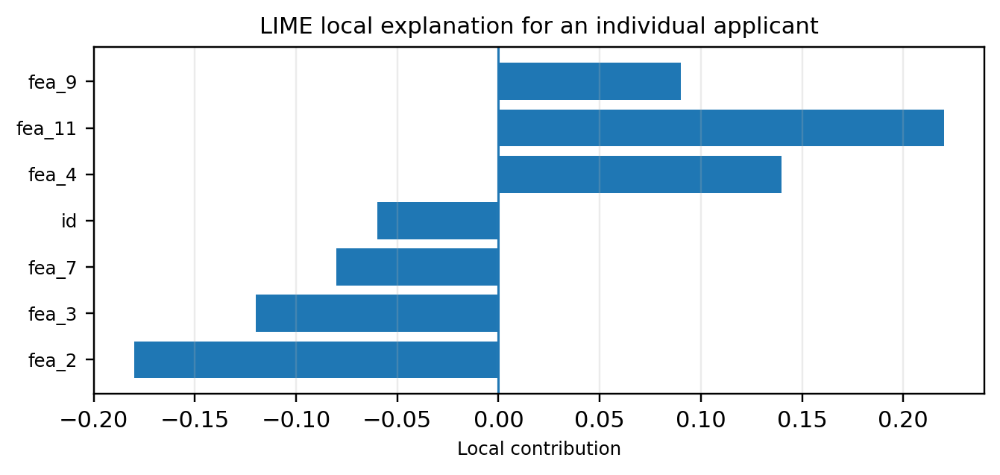 LIME local explanation for an individual applicant
fea_9
fea_11
fea_4
id
fea_7
fea_3
fea_2
−0.20 −0.15 −0.10 −0.05 0.00 0.05 0.10 0.15 0.20
Local contribution